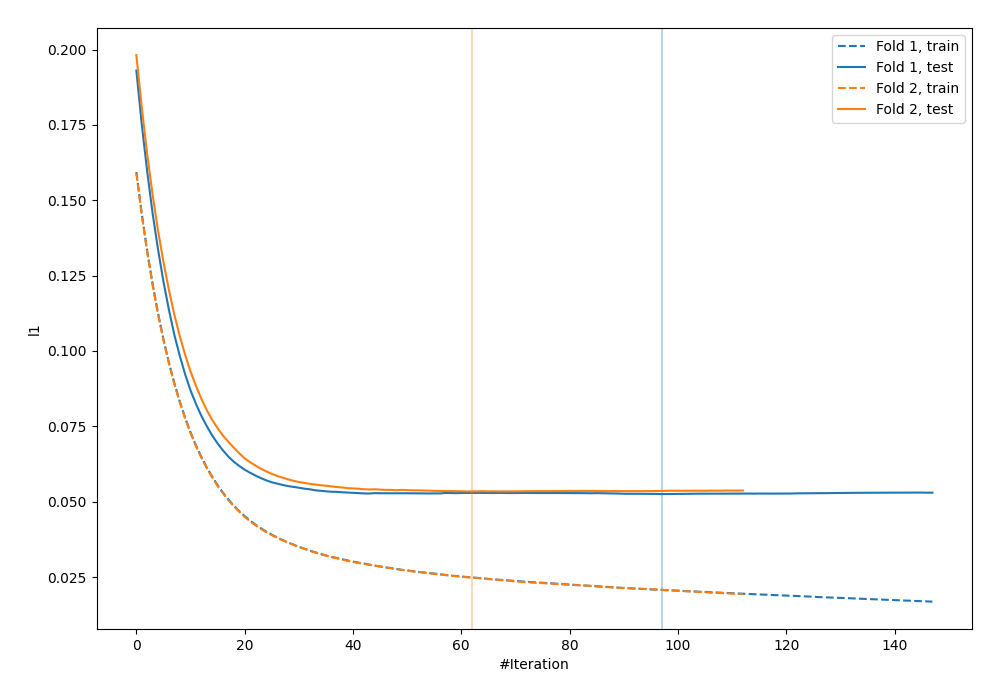 0.200
0.175
0.150
0.125
0.100
0.075
0.050
0.025
l1
0 20 40 60 80 100 120 140
#Iteration
Fold 1, train
Fold 1, test
Fold 2, train
Fold 2, test